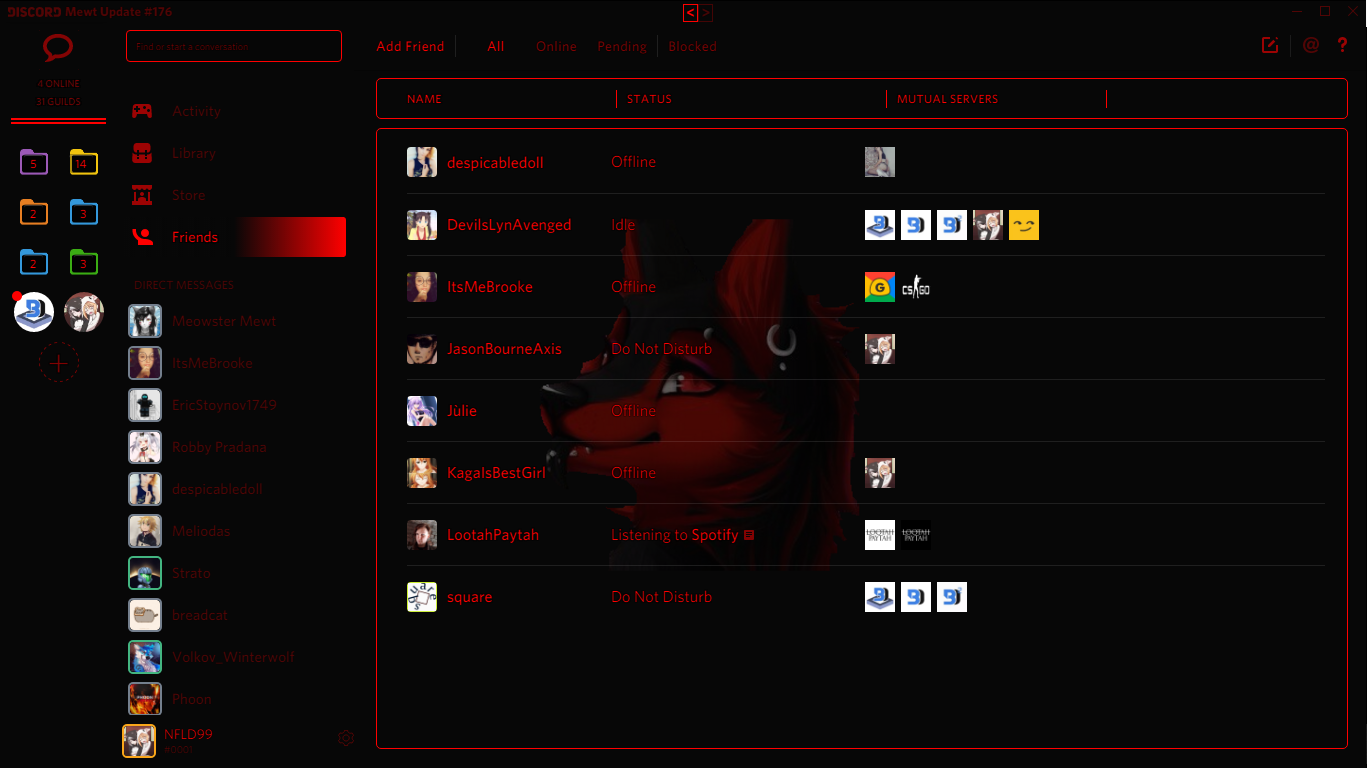 DISCORD Mewt Update #176
< >
4 ONLINE
31 GUILDS
5
14
2
3
2
3
Find or start a conversation
Activity
Library
Store
Friends
DIRECT MESSAGES
Meowster Mewt
ItsMeBrooke
EricStoynov1749
Robby Pradana
despicabledoll
Meliodas
Strato
breadcat
Volkov_Winterwolf
Phoon
NFLD99
#0001
Add Friend All Online Pending Blocked
@ ?
NAME STATUS MUTUAL SERVERS
despicabledoll Offline
DevilsLynAvenged Idle
ItsMeBrooke Offline G CS GO
JasonBourneAxis Do Not Disturb
Jùlie Offline
KagaIsBestGirl Offline
LootahPaytah Listening to Spotify LOOTAH PAYTAH LOOTAH PAYTAH
square Do Not Disturb